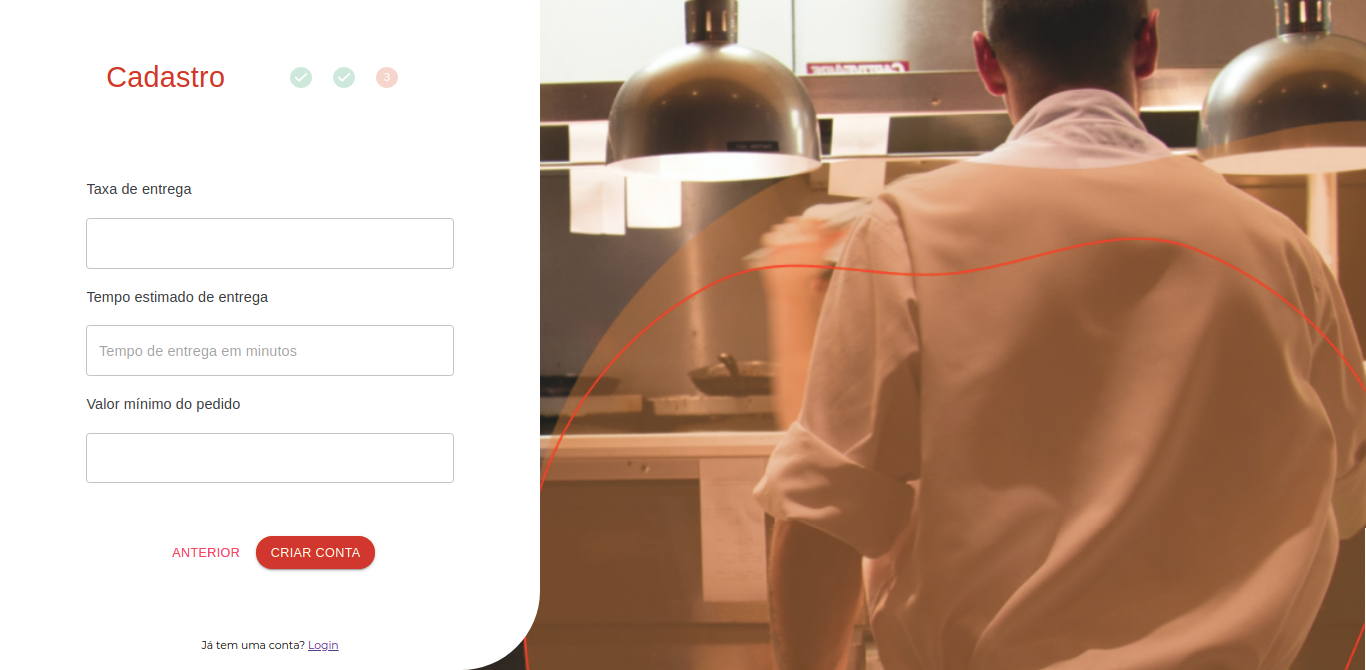 Cadastro
3
Taxa de entrega
Tempo estimado de entrega
Tempo de entrega em minutos
Valor mínimo do pedido
ANTERIOR CRIAR CONTA
Já tem uma conta? Login